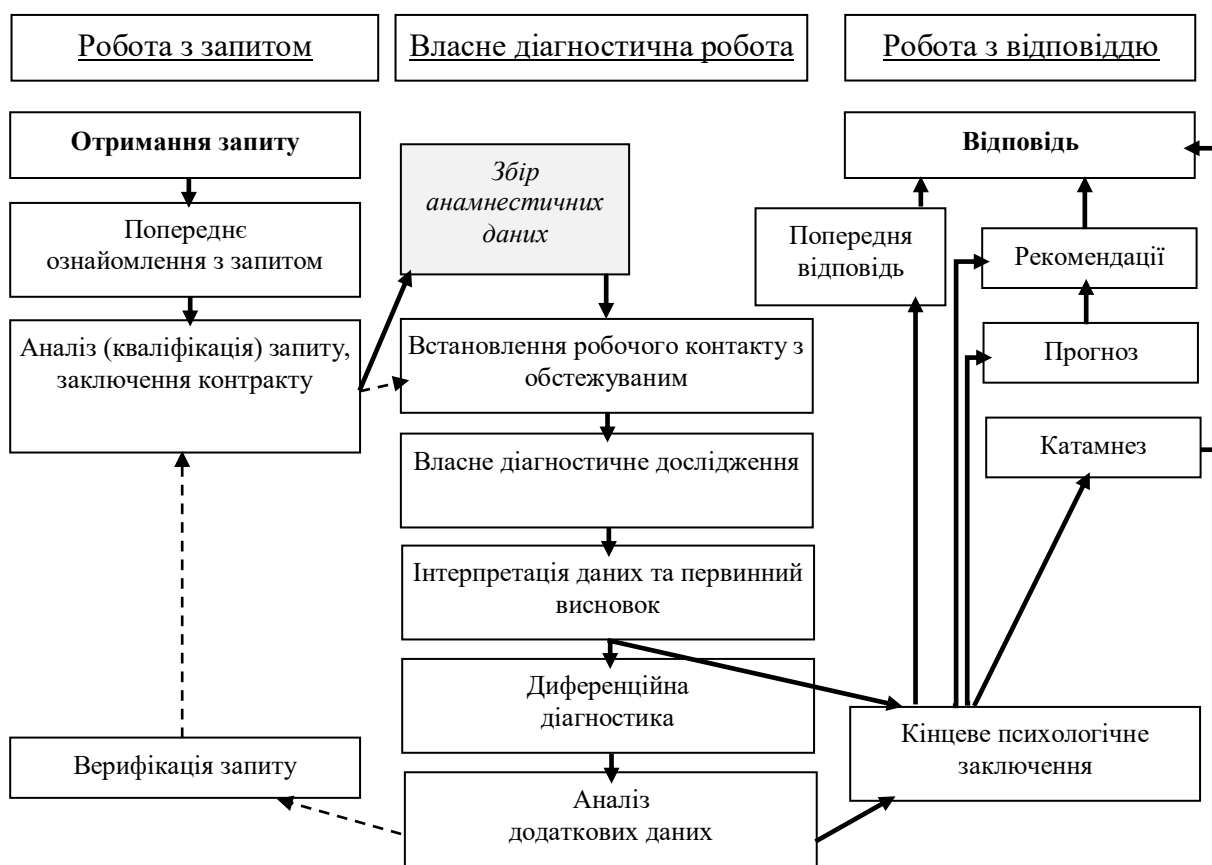 Робота з запитом
Власне діагностична робота
Робота з відповіддю
Отримання запиту
Попереднє
ознайомлення з запитом
Аналіз (кваліфікація) запиту,
заключення контракту
Верифікація запиту
Збір
анамнестичних
даних
Встановлення робочого контакту з
обстежуваним
Власне діагностичне дослідження
Інтерпретація даних та первинний
висновок
Диференційна
діагностика
Аналіз
додаткових даних
Відповідь
Попередня
відповідь
Рекомендації
Прогноз
Катамнез
Кінцеве психологічне
заключення